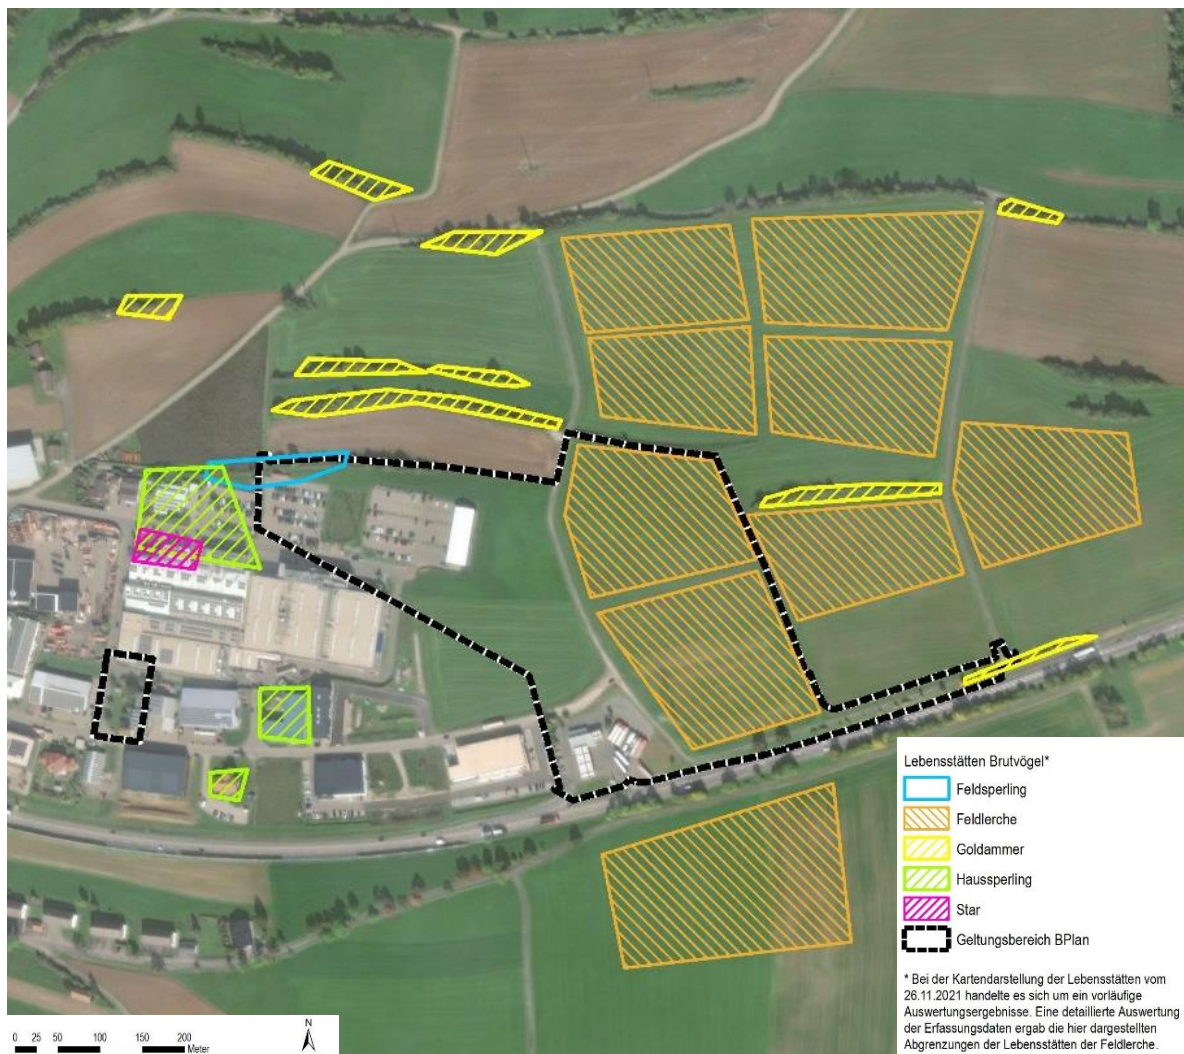 Lebensstätten Brutvögel*
Feldsperling
Feldlerche
Goldammer
Haussperling
Star
Geltungsbereich BPlan
* Bei der Kartendarstellung der Lebensstätten vom
26.11.2021 handelte es sich um ein vorläufige
Auswertungsergebnisse. Eine detaillierte Auswertung
der Erfassungsdaten ergab die hier dargestellten
Abgrenzungen der Lebensstätten der Feldlerche.
0 25 50 100 150 200
Meter
N